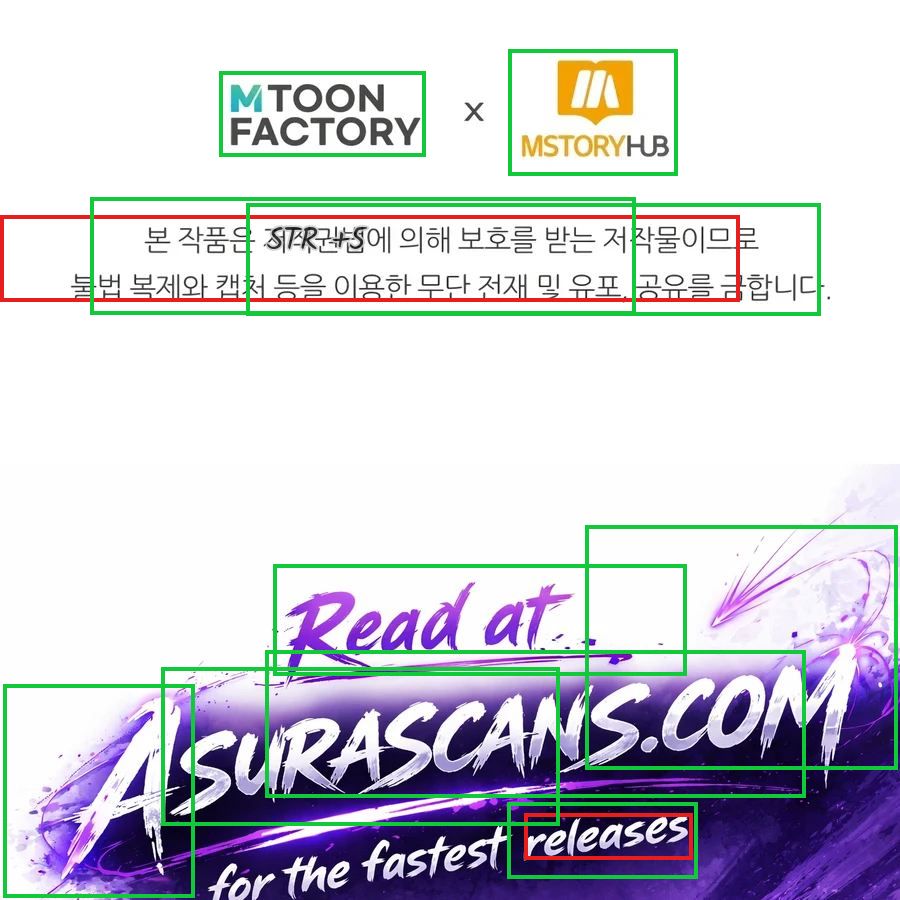 MTOON
FACTORY
x
MSTORYHUB
본 작품은 저작권법에 의해 보호를 받는 저작물이므로
STR +S
불법 복제와 캡처 등을 이용한 무단 전재 및 유포, 공유를 금합니다.
Read at...
ASURASCANS.COM
for the fastest releases